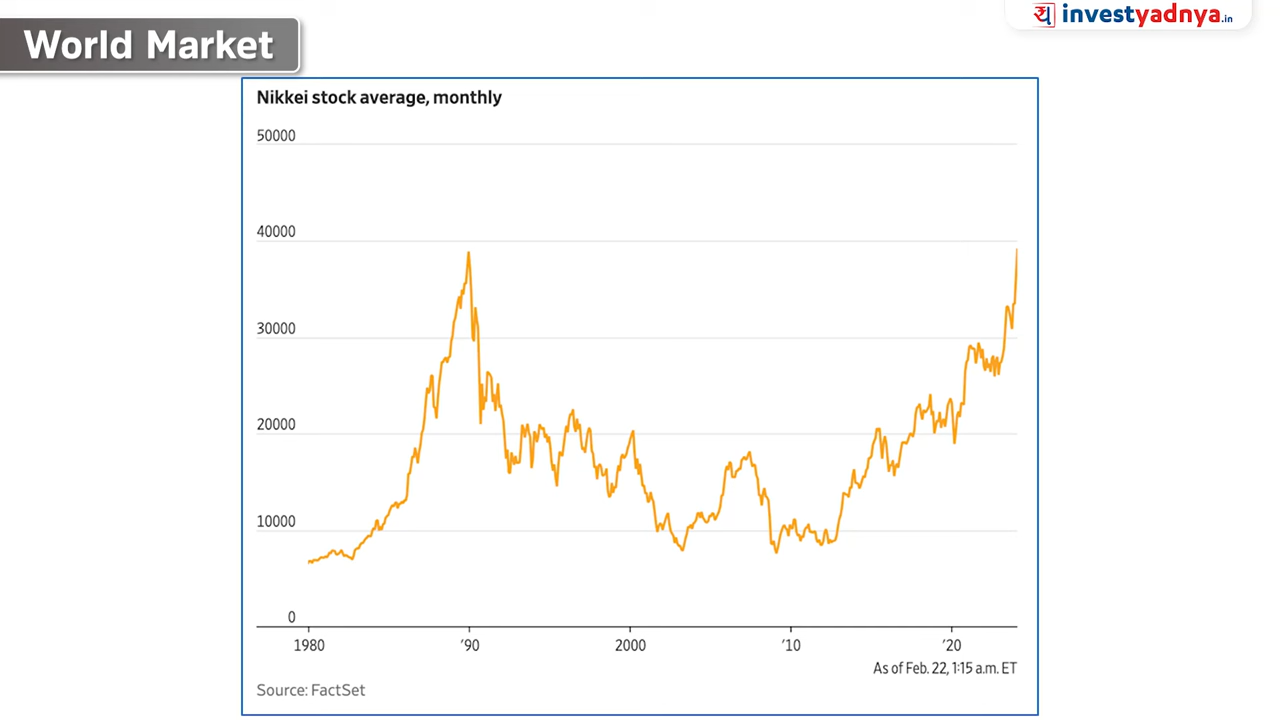 World Market
investyadnya.in
Nikkei stock average, monthly
50000
40000
30000
20000
10000
0
1980 '90 2000 '10 '20
As of Feb. 22, 1:15 a.m. ET
Source: FactSet